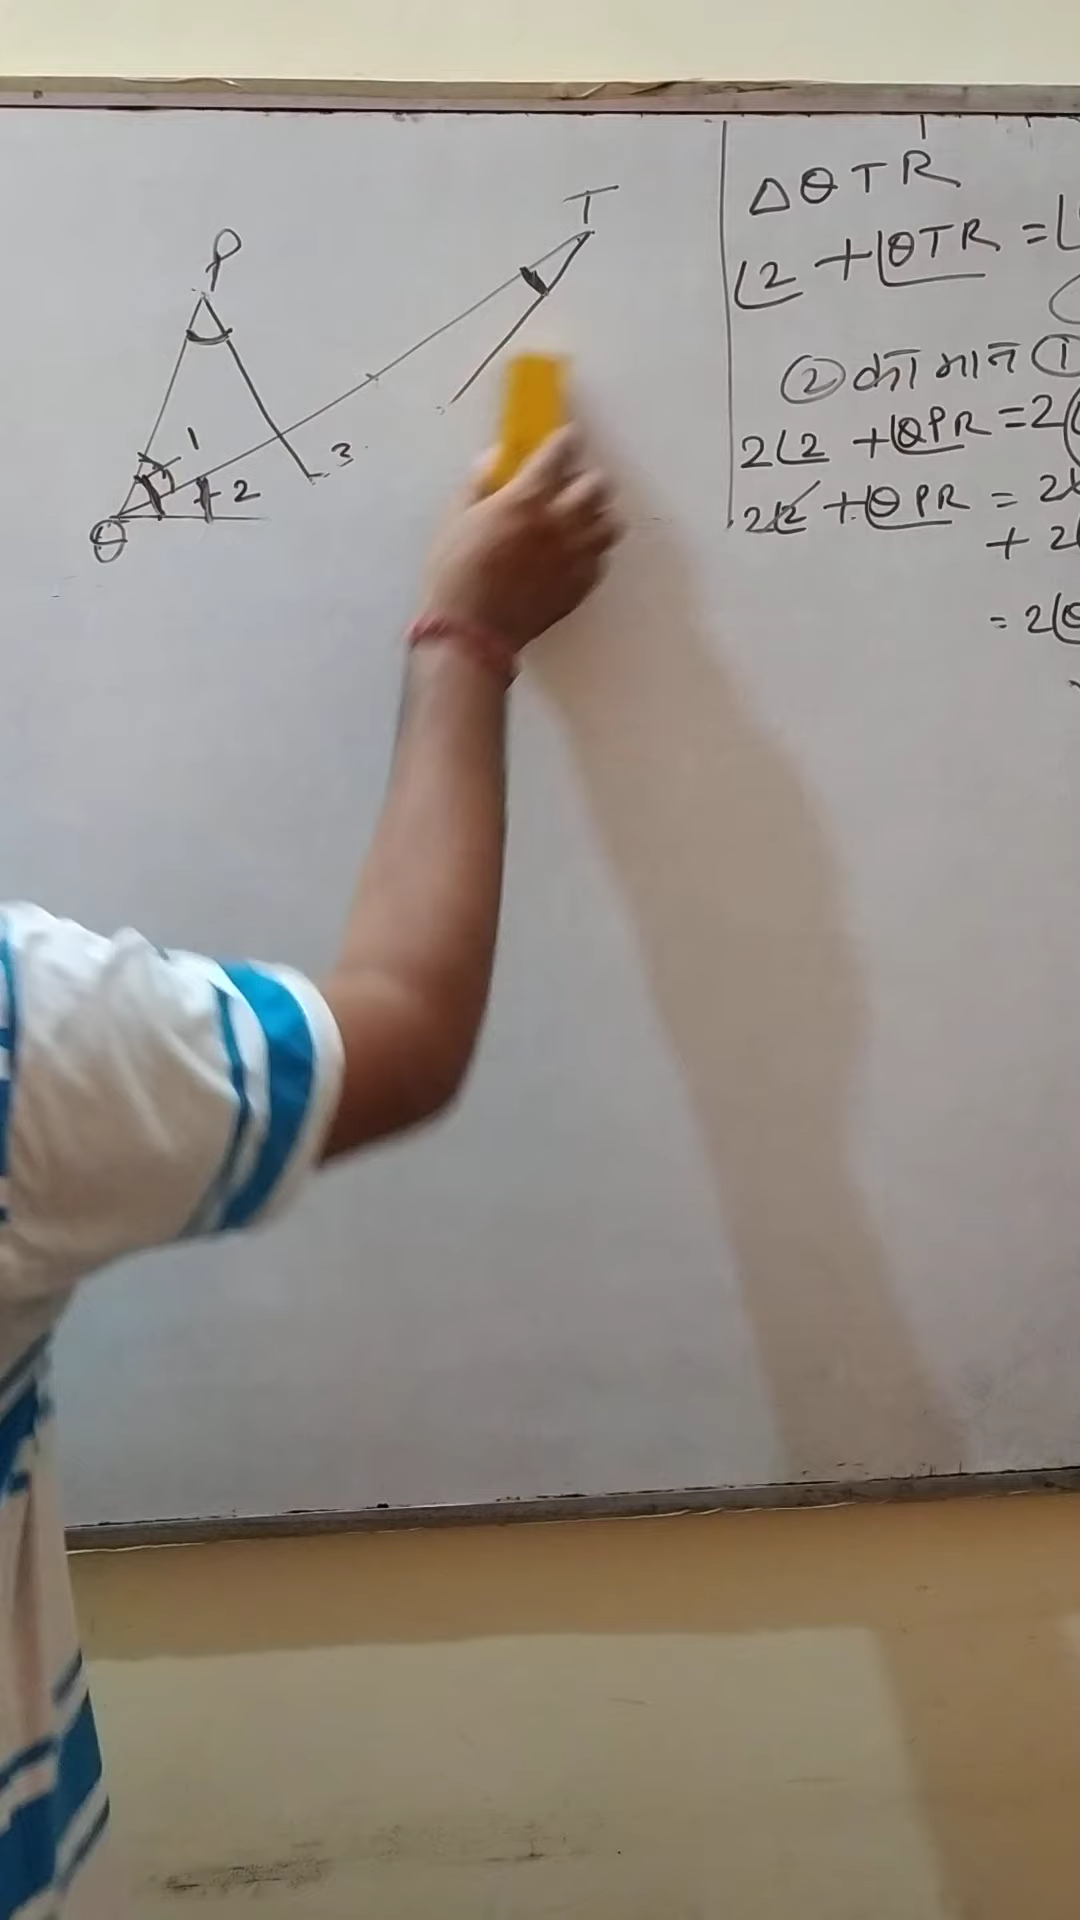 P
T
1
2
3
Q
ΔQTR
∠2 + ∠QTR = ∠
② का मान ①
2∠2 + ∠QPR = 2
2∠2 + ∠QPR = 2∠
+ 2∠
= 2∠Q